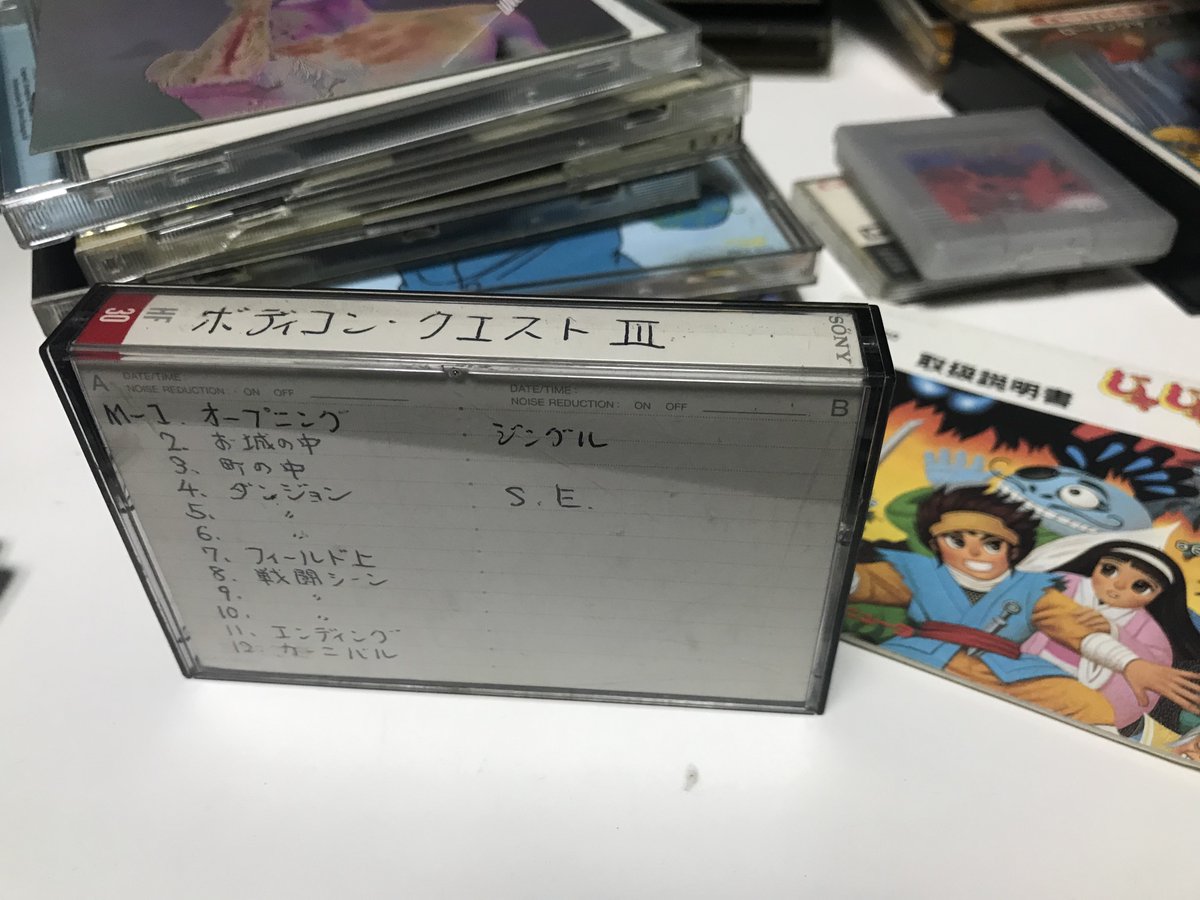 HF 30
ボディコン・クエストⅢ
SONY
A DATE/TIME
NOISE REDUCTION: ON OFF
DATE/TIME
NOISE REDUCTION: ON OFF B
M-1. オープニング
2. お城の中
3. 町の中
4. ダンジョン
5. 〃
6. 〃
7. フィールド上
8. 戦闘シーン
9. 〃
10. 〃
11. エンディング
12. カーニバル
ジングル
S.E.
取扱説明書